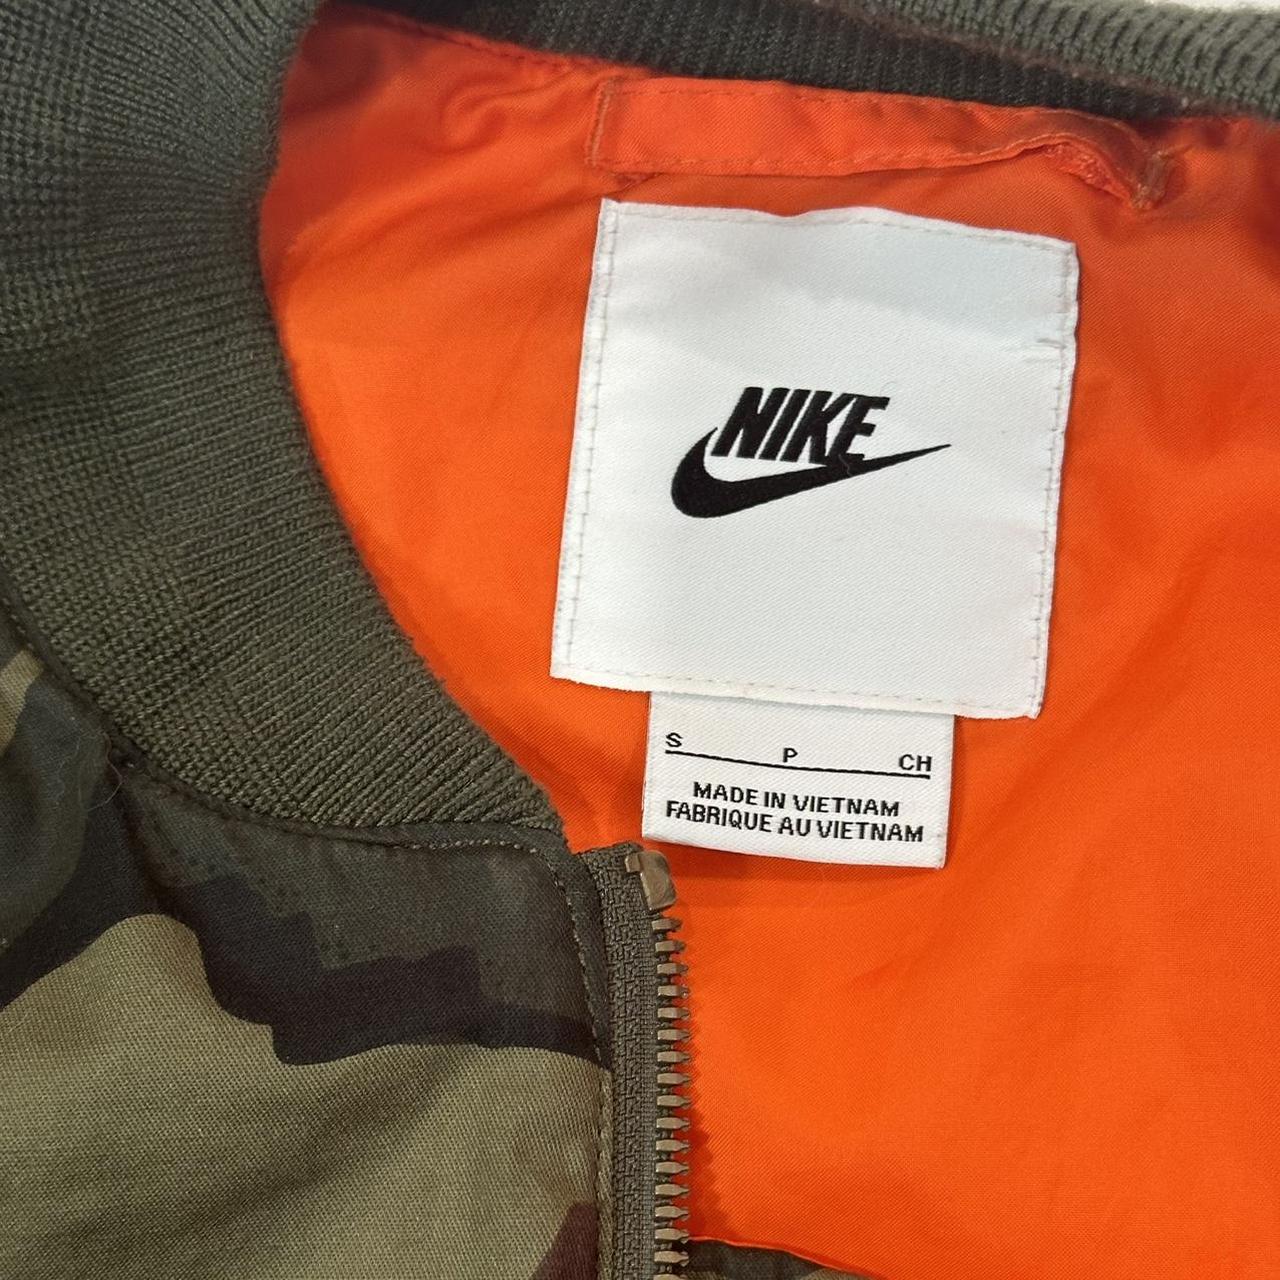 NIKE
S P CH
MADE IN VIETNAM
FABRIQUE AU VIETNAM